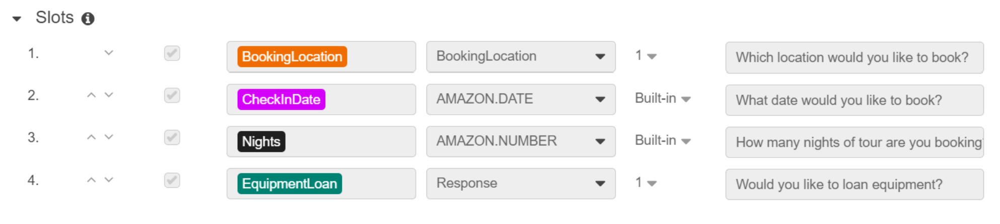 Slots
1. BookingLocation BookingLocation 1 Which location would you like to book?
2. CheckInDate AMAZON.DATE Built-in What date would you like to book?
3. Nights AMAZON.NUMBER Built-in How many nights of tour are you booking
4. EquipmentLoan Response 1 Would you like to loan equipment?